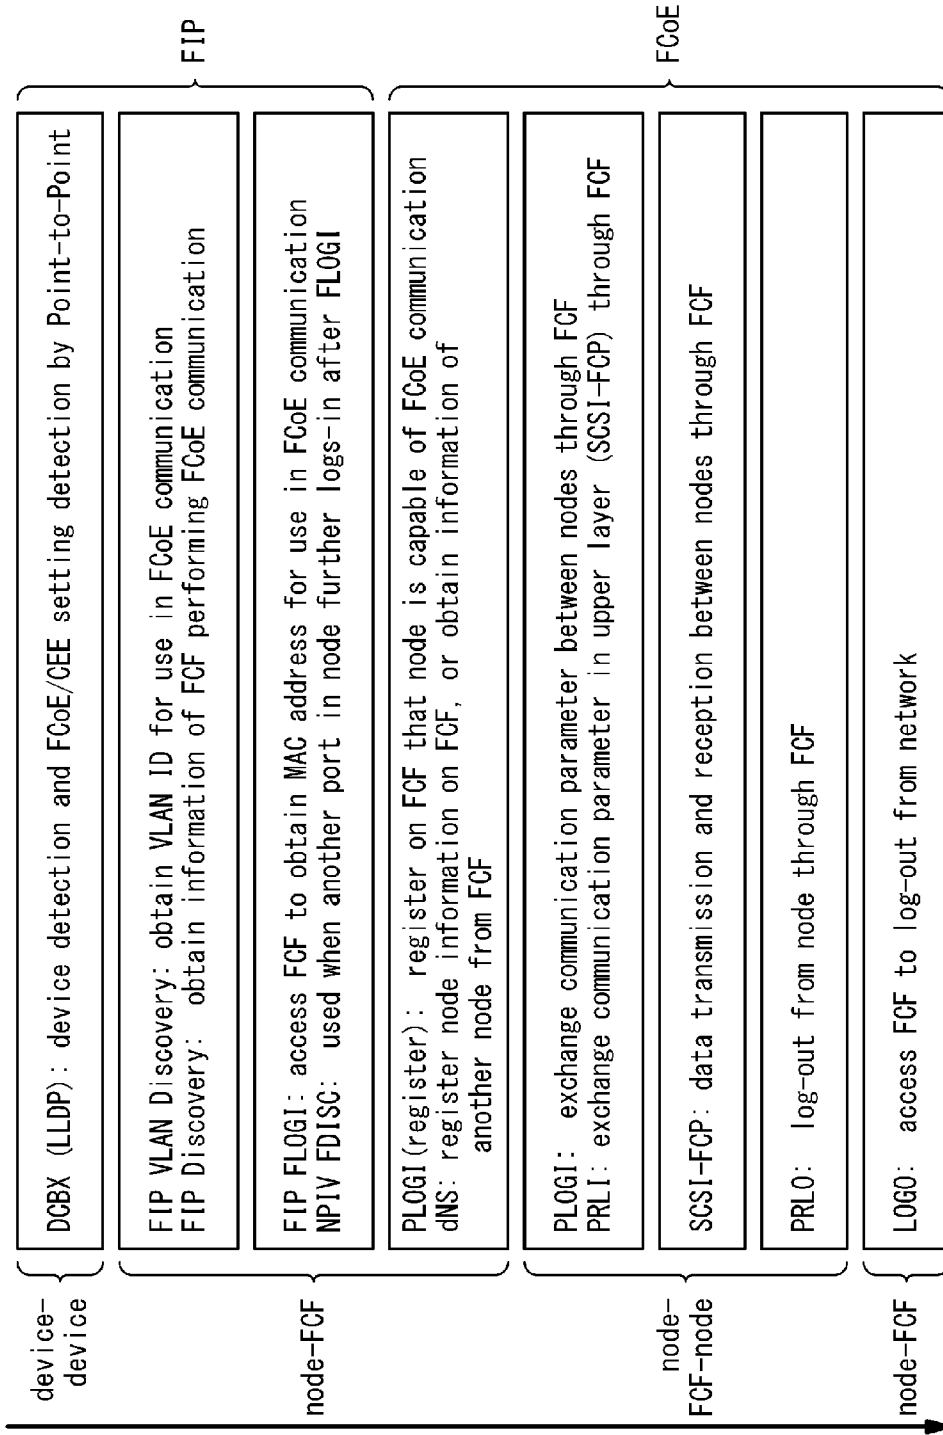 device-
device
DCBX (LLDP): device detection and FCoE/CEE setting detection by Point-to-Point
FIP
node-FCF
FIP VLAN Discovery: obtain VLAN ID for use in FCoE communication
FIP Discovery: obtain information of FCF performing FCoE communication
FIP FLOGI: access FCF to obtain MAC address for use in FCoE communication
NPIV FDISC: used when another port in node further logs-in after FLOGI
PLOGI(register): register on FCF that node is capable of FCoE communication
dNS: register node information on FCF, or obtain information of
another node from FCF
FCoE
node-
FCF-node
PLOGI: exchange communication parameter between nodes through FCF
PRLI: exchange communication parameter in upper layer (SCSI-FCP) through FCF
SCSI-FCP: data transmission and reception between nodes through FCF
PRLO: log-out from node through FCF
node-FCF
LOGO: access FCF to log-out from network